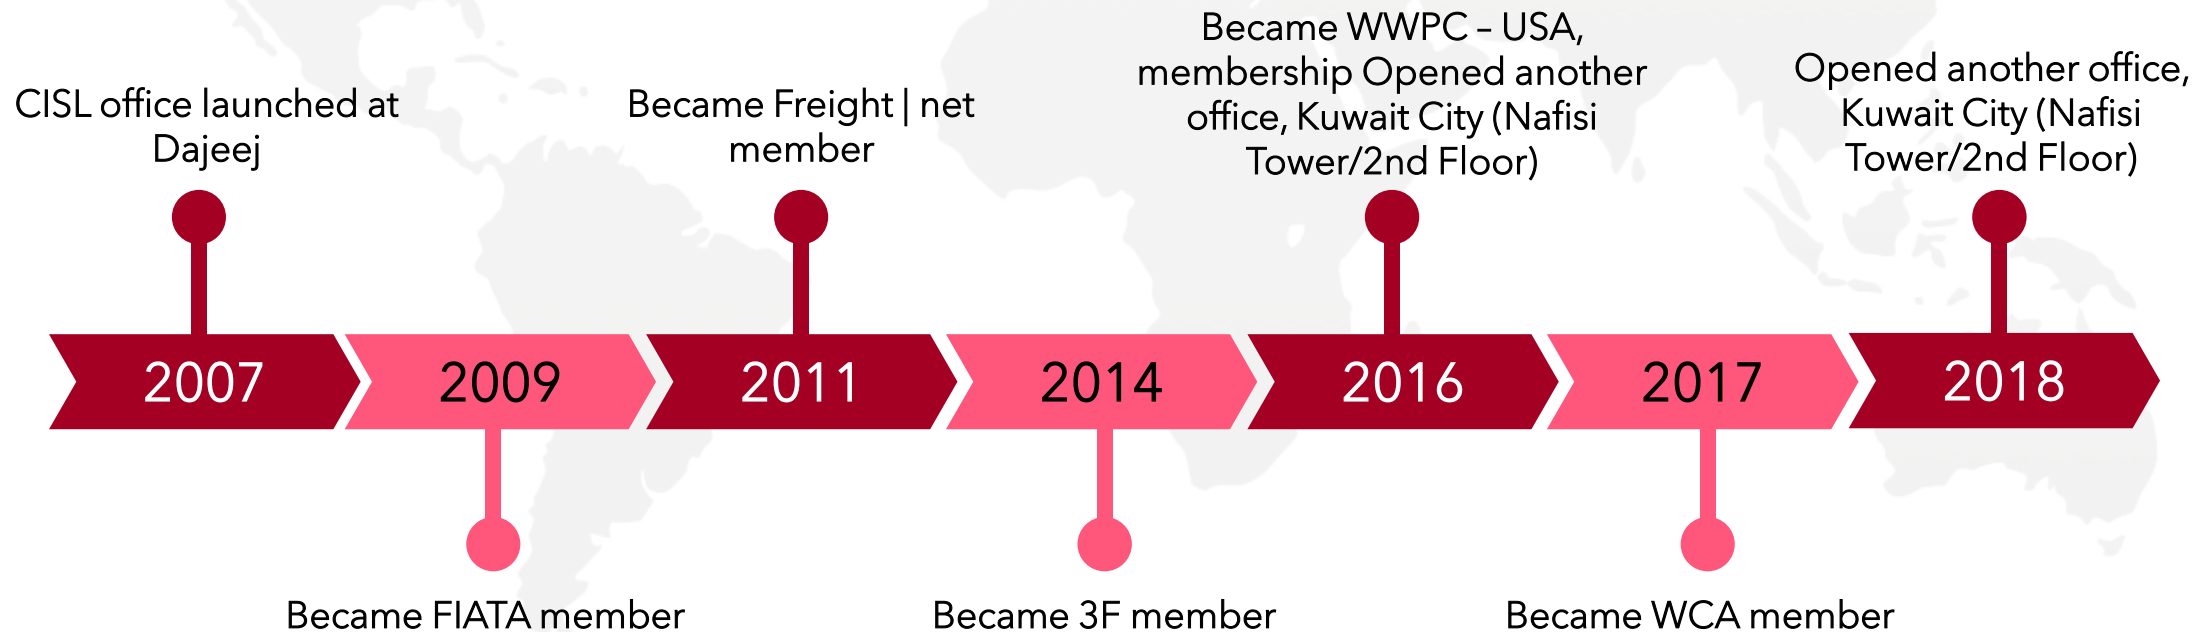 CISL office launched at
Dajeej
Became Freight | net
member
Became WWPC – USA,
membership Opened another
office, Kuwait City (Nafisi
Tower/2nd Floor)
Opened another office,
Kuwait City (Nafisi
Tower/2nd Floor)
2007
2009
2011
2014
2016
2017
2018
Became FIATA member
Became 3F member
Became WCA member